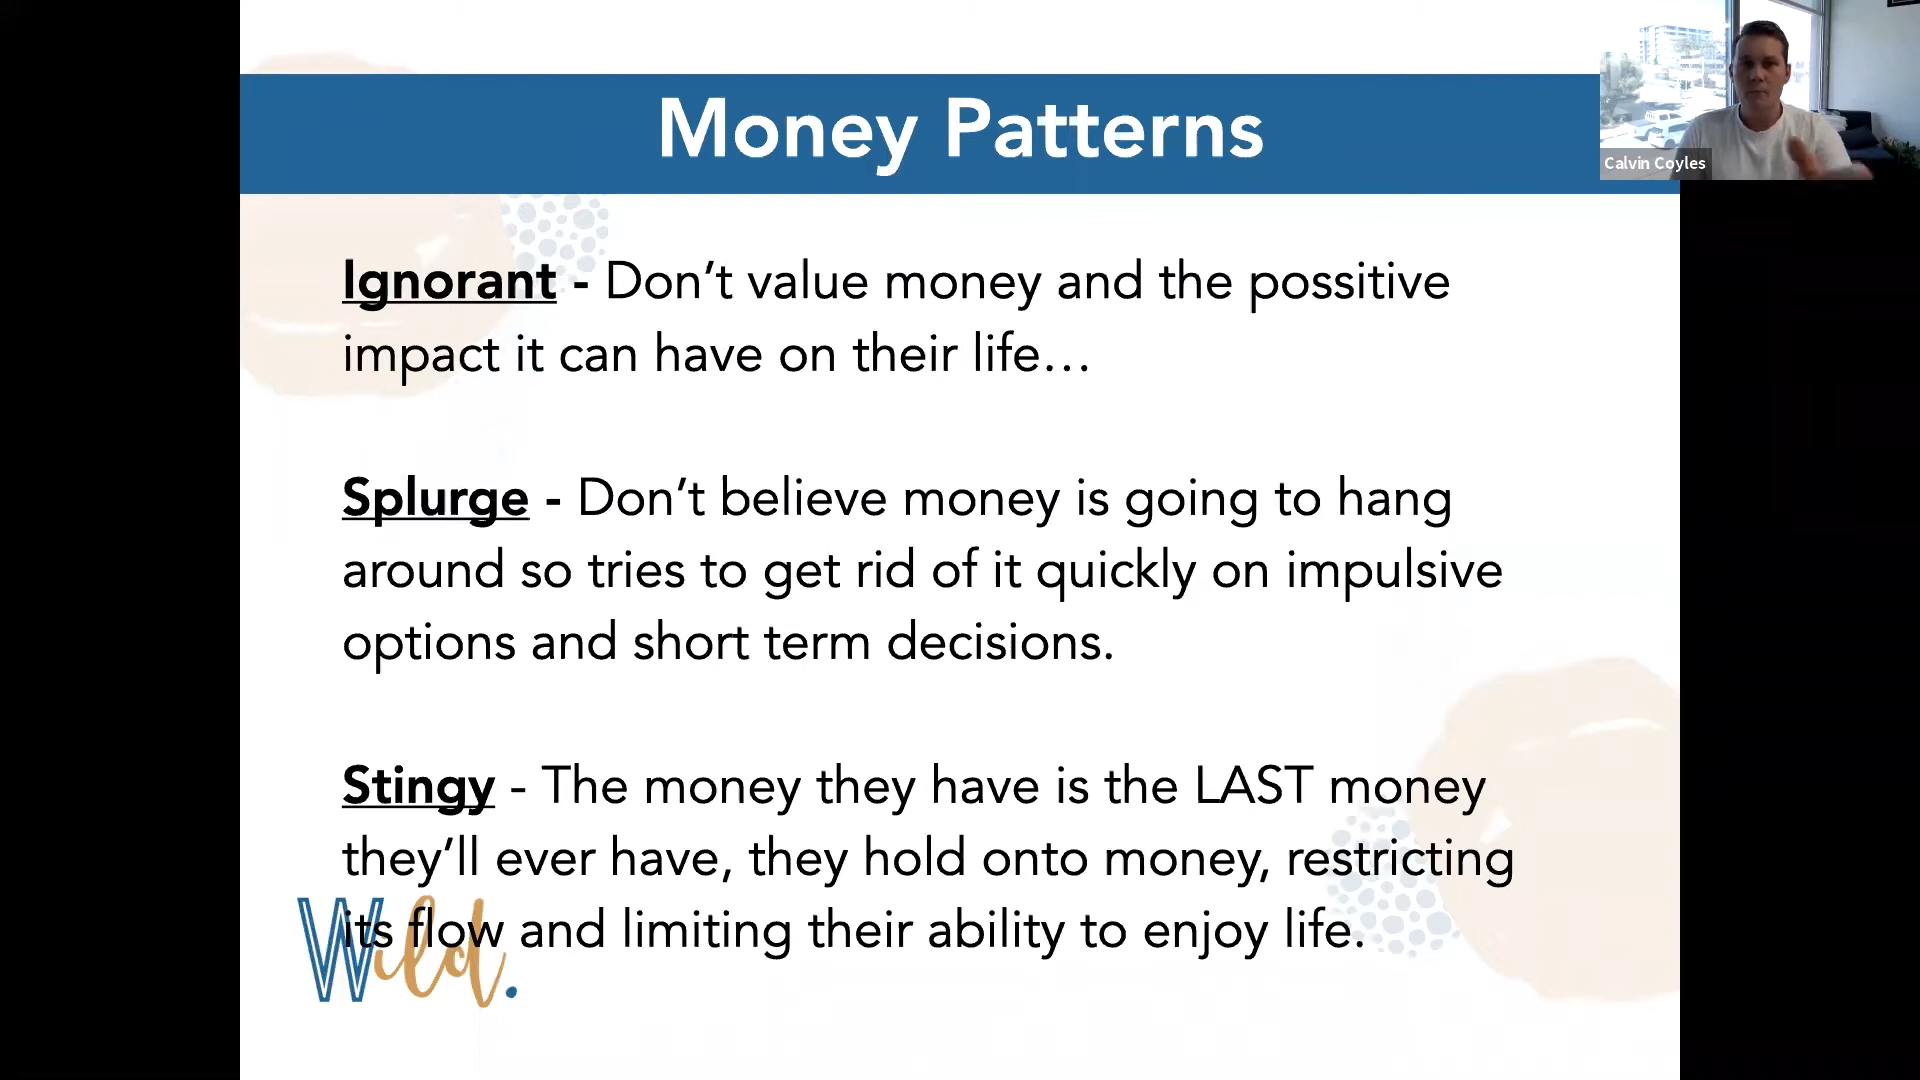 Money Patterns
Calvin Coyles
Ignorant - Don’t value money and the possitive
impact it can have on their life…
Splurge - Don’t believe money is going to hang
around so tries to get rid of it quickly on impulsive
options and short term decisions.
Stingy - The money they have is the LAST money
they’ll ever have, they hold onto money, restricting
its flow and limiting their ability to enjoy life.
Wild.